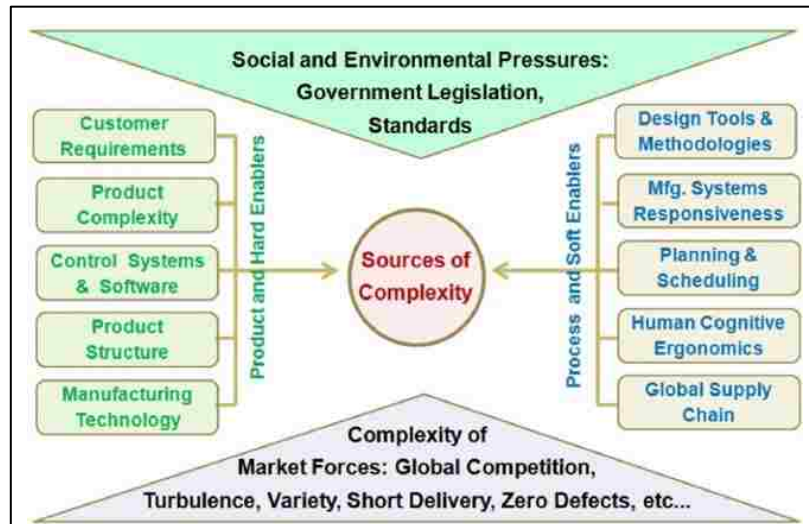 Social and Environmental Pressures:
Government Legislation,
Standards
Customer
Requirements
Product
Complexity
Control Systems
& Software
Product
Structure
Manufacturing
Technology
Product and Hard Enablers
Sources of
Complexity
Process and Soft Enablers
Design Tools &
Methodologies
Mfg. Systems
Responsiveness
Planning &
Scheduling
Human Cognitive
Ergonomics
Global Supply
Chain
Complexity of
Market Forces: Global Competition,
Turbulence, Variety, Short Delivery, Zero Defects, etc...